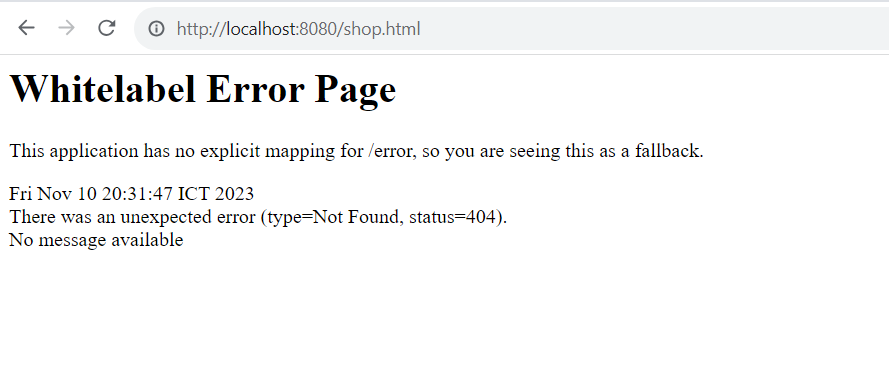 http://localhost:8080/shop.html
Whitelabel Error Page
This application has no explicit mapping for /error, so you are seeing this as a fallback.
Fri Nov 10 20:31:47 ICT 2023
There was an unexpected error (type=Not Found, status=404).
No message available